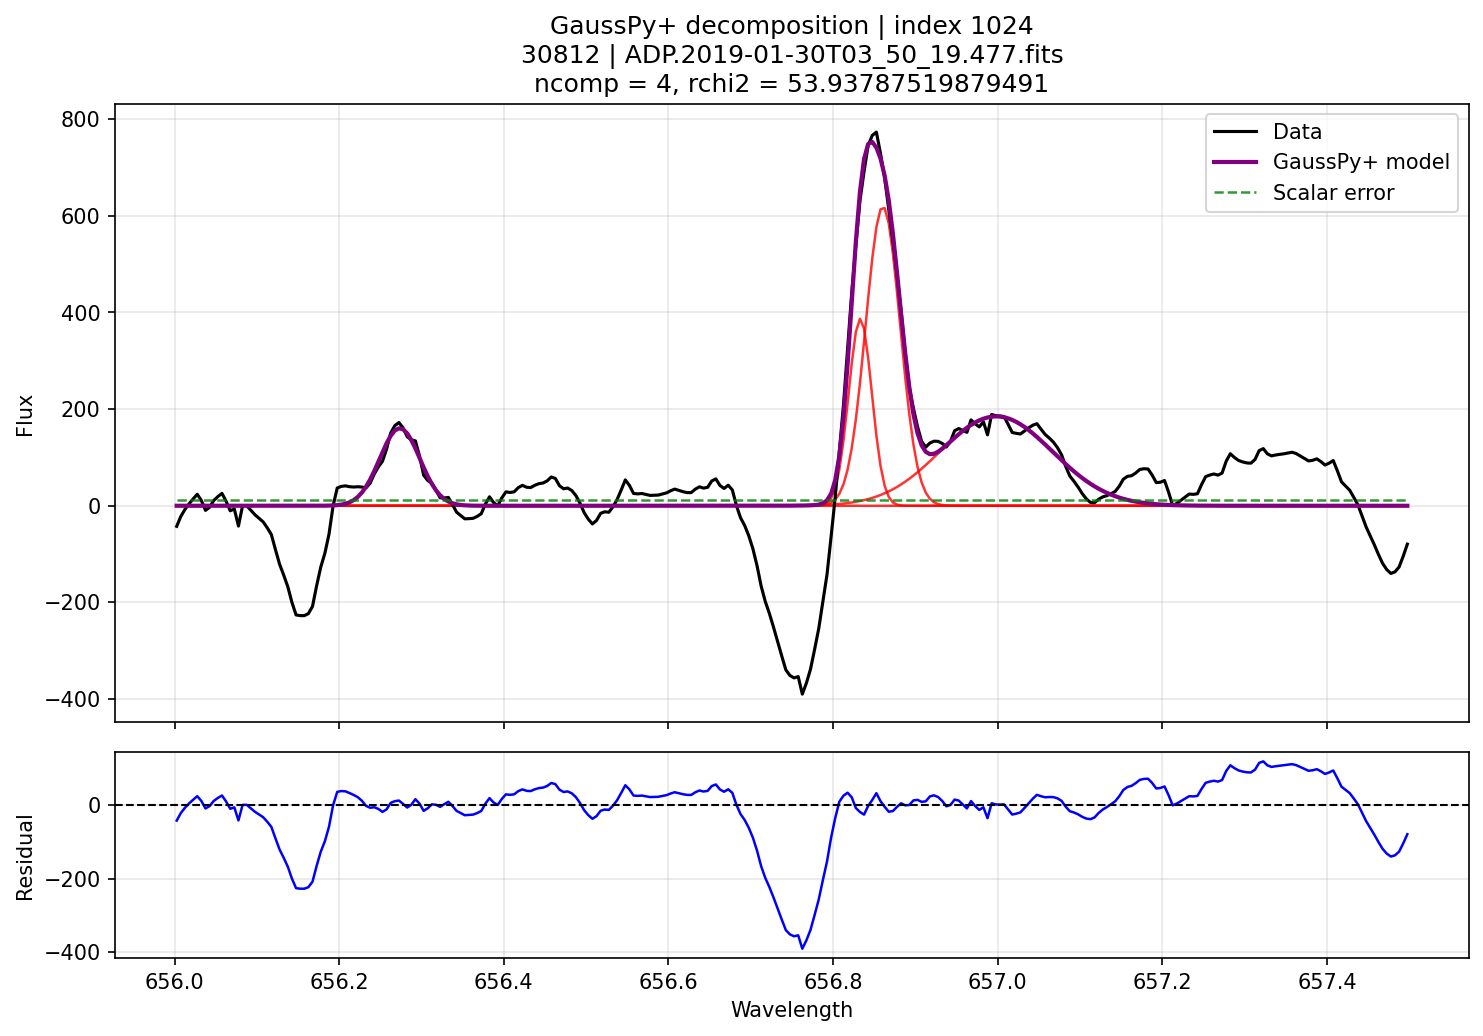 GaussPy+ decomposition | index 1024
30812 | ADP.2019-01-30T03_50_19.477.fits
ncomp = 4, rchi2 = 53.93787519879491
Data
GaussPy+ model
Scalar error
800
600
400
200
0
−200
−400
Flux
0
−200
−400
Residual
656.0 656.2 656.4 656.6 656.8 657.0 657.2 657.4
Wavelength